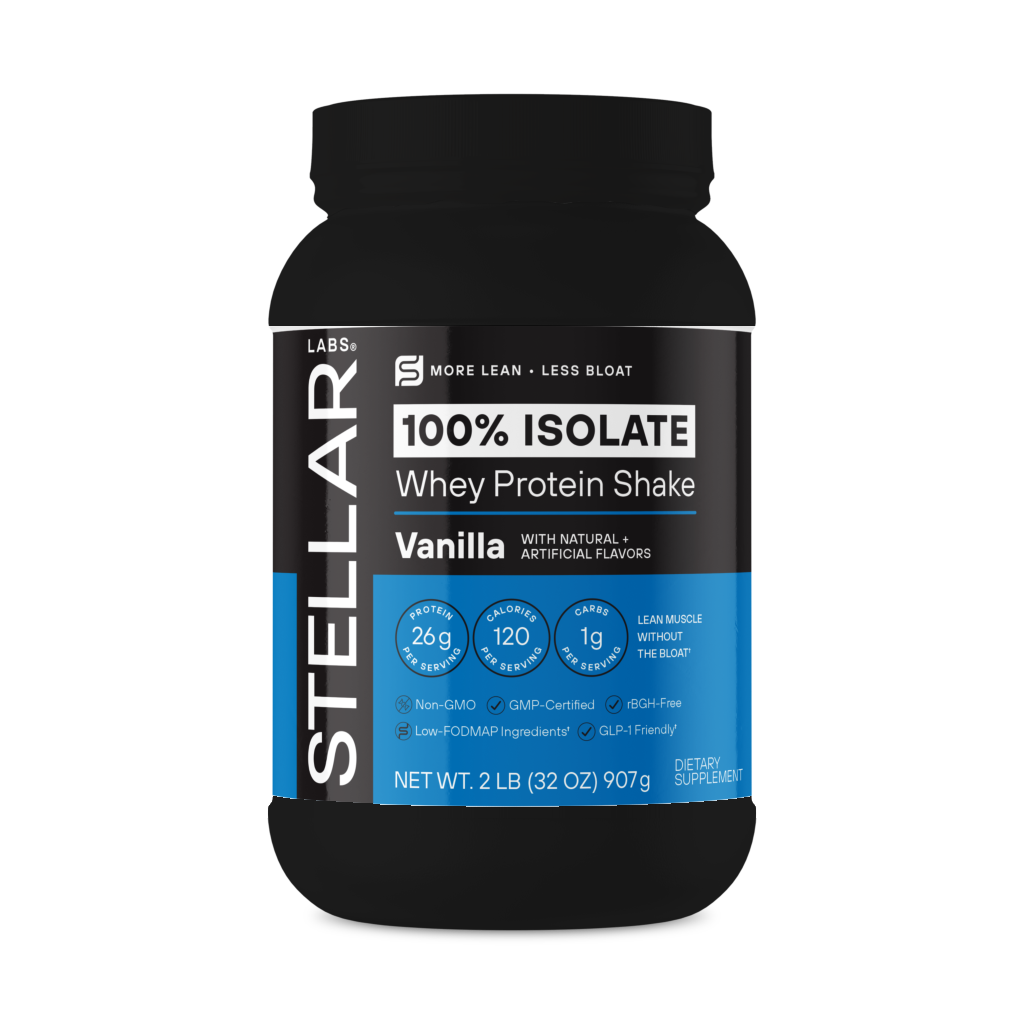 LABS®
STELLAR
MORE LEAN • LESS BLOAT
100% ISOLATE
Whey Protein Shake
Vanilla
WITH NATURAL +
ARTIFICIAL FLAVORS
PROTEIN
26g
PER SERVING
CALORIES
120
PER SERVING
CARBS
1g
PER SERVING
LEAN MUSCLE
WITHOUT
THE BLOAT†
Non-GMO
GMP-Certified
rBGH-Free
Low-FODMAP Ingredients†
GLP-1 Friendly†
NET WT. 2 LB (32 OZ) 907g
DIETARY
SUPPLEMENT